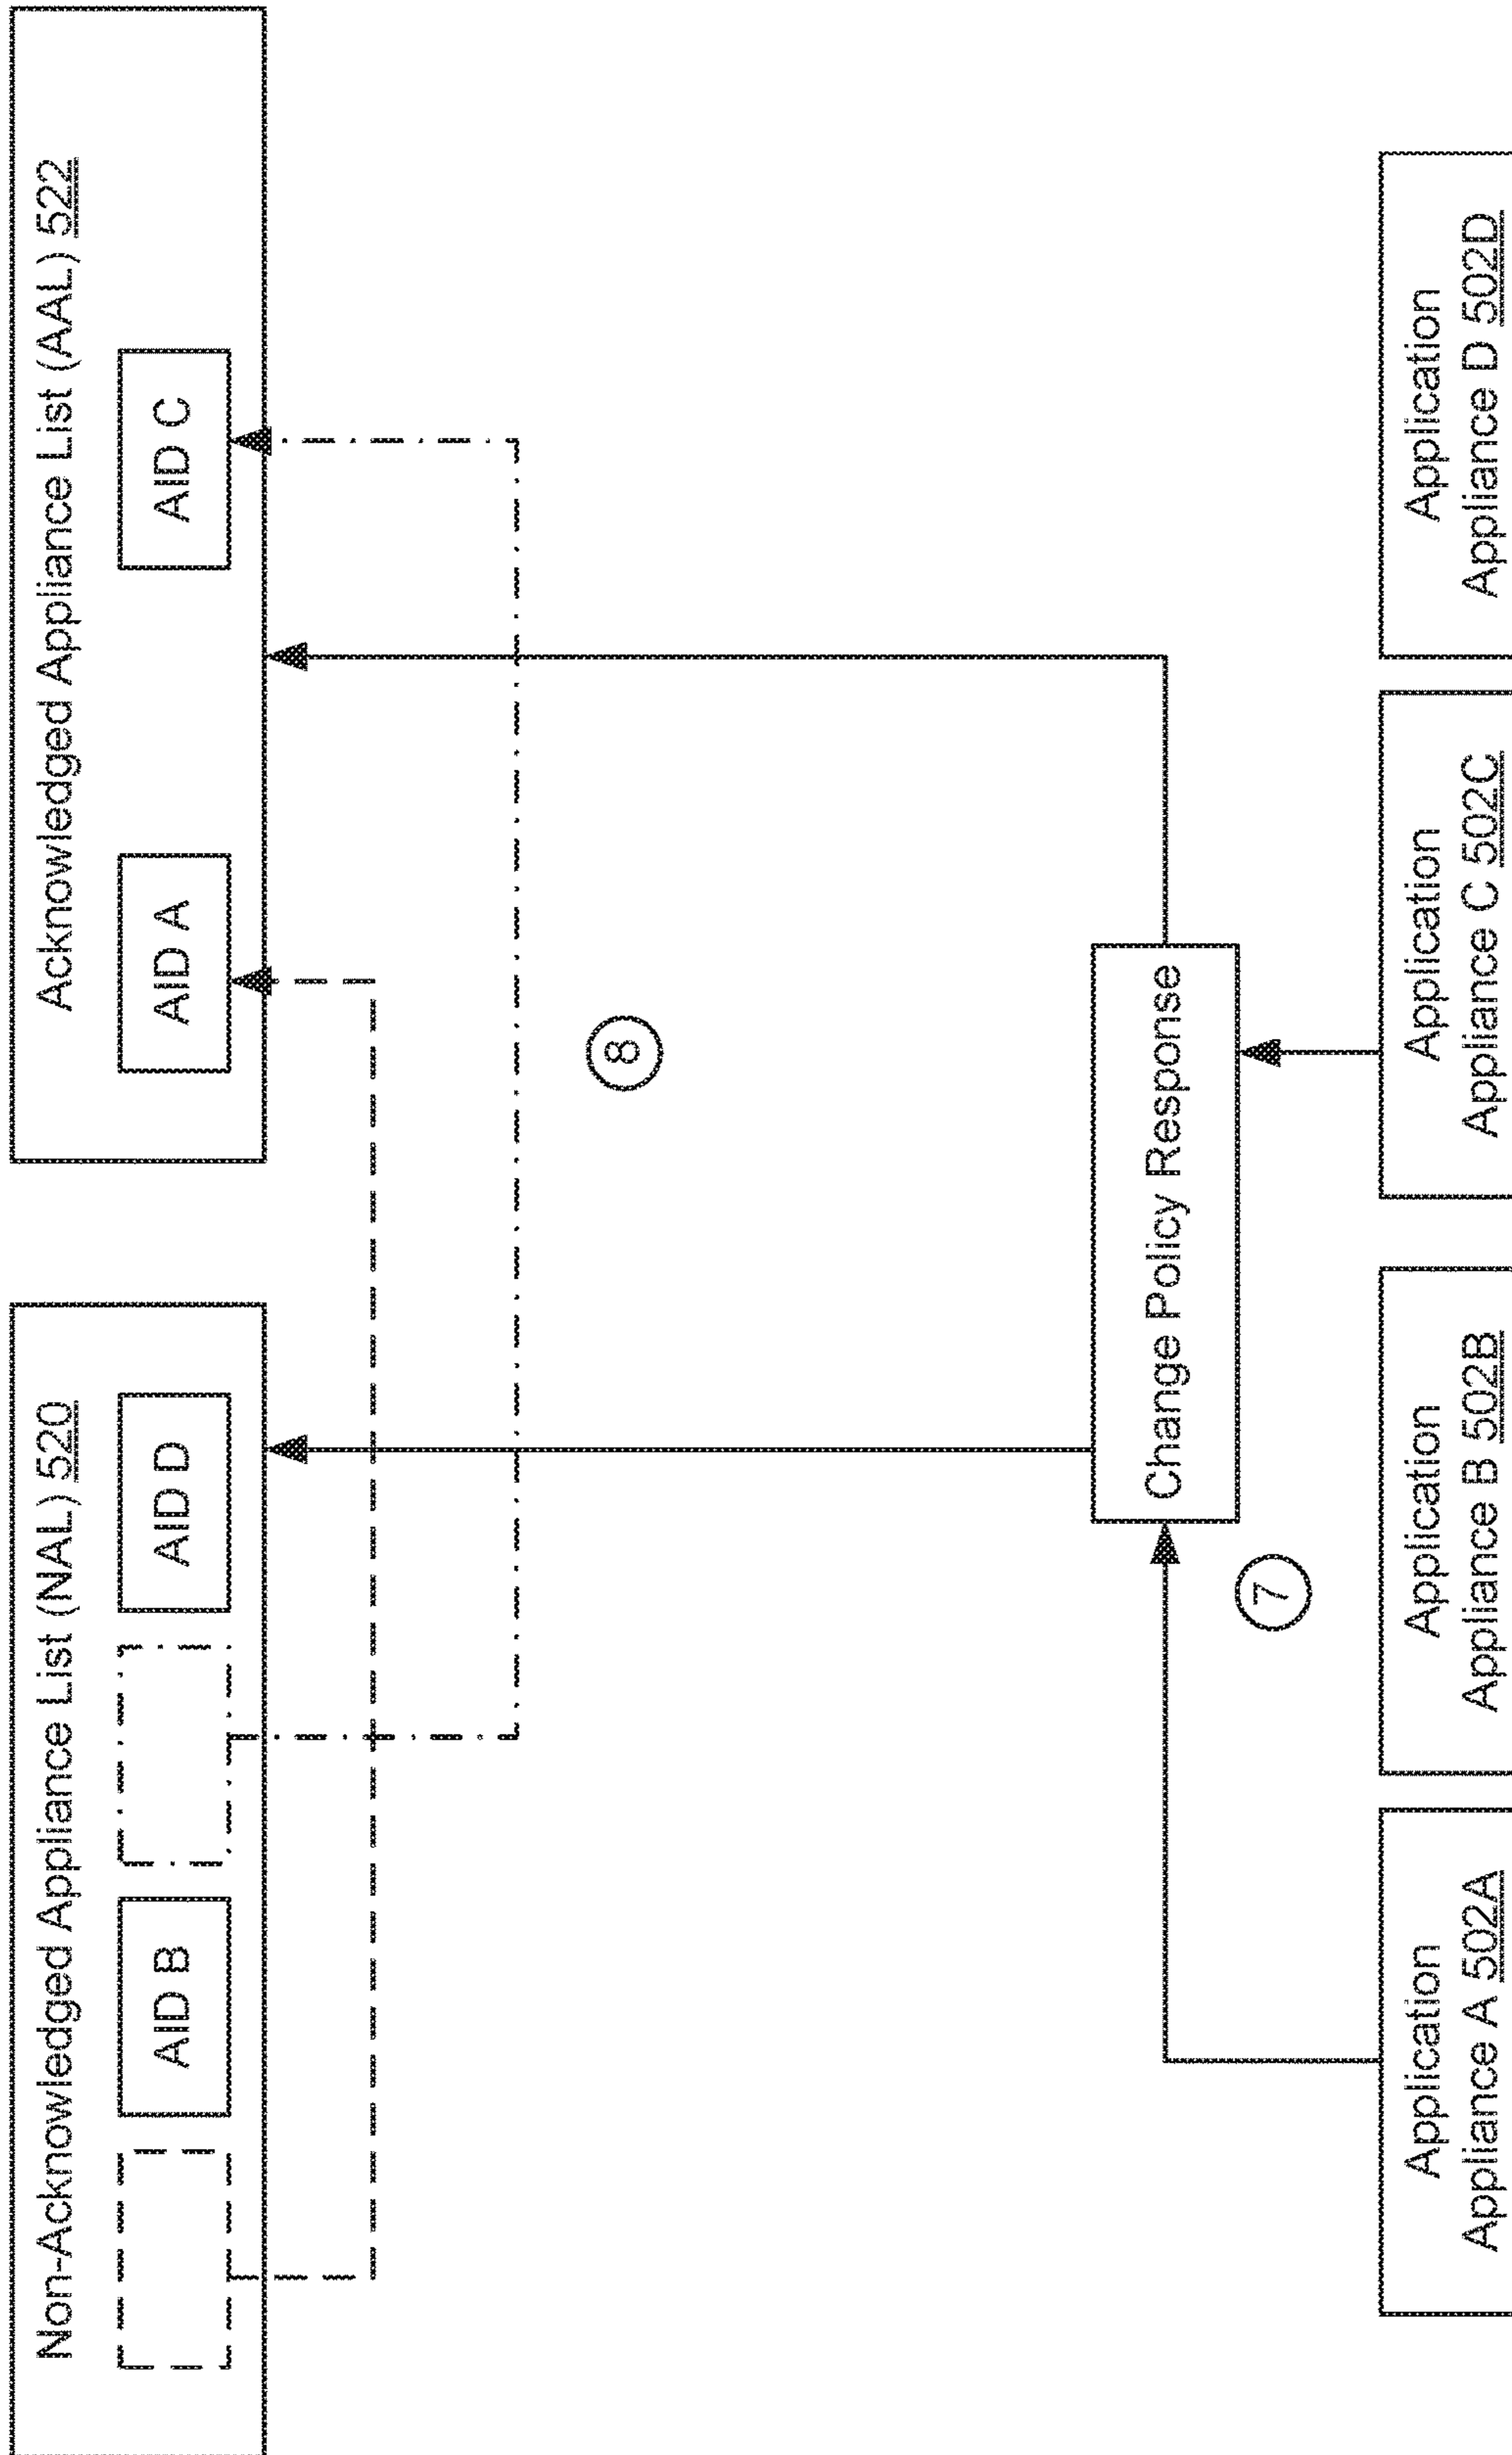 Non-Acknowledged Appliance List (NAL) 520
AID B
AID D
Acknowledged Appliance List (AAL) 522
AID A
AID C
8
Change Policy Response
7
Application
Appliance A 502A
Application
Appliance B 502B
Application
Appliance C 502C
Application
Appliance D 502D